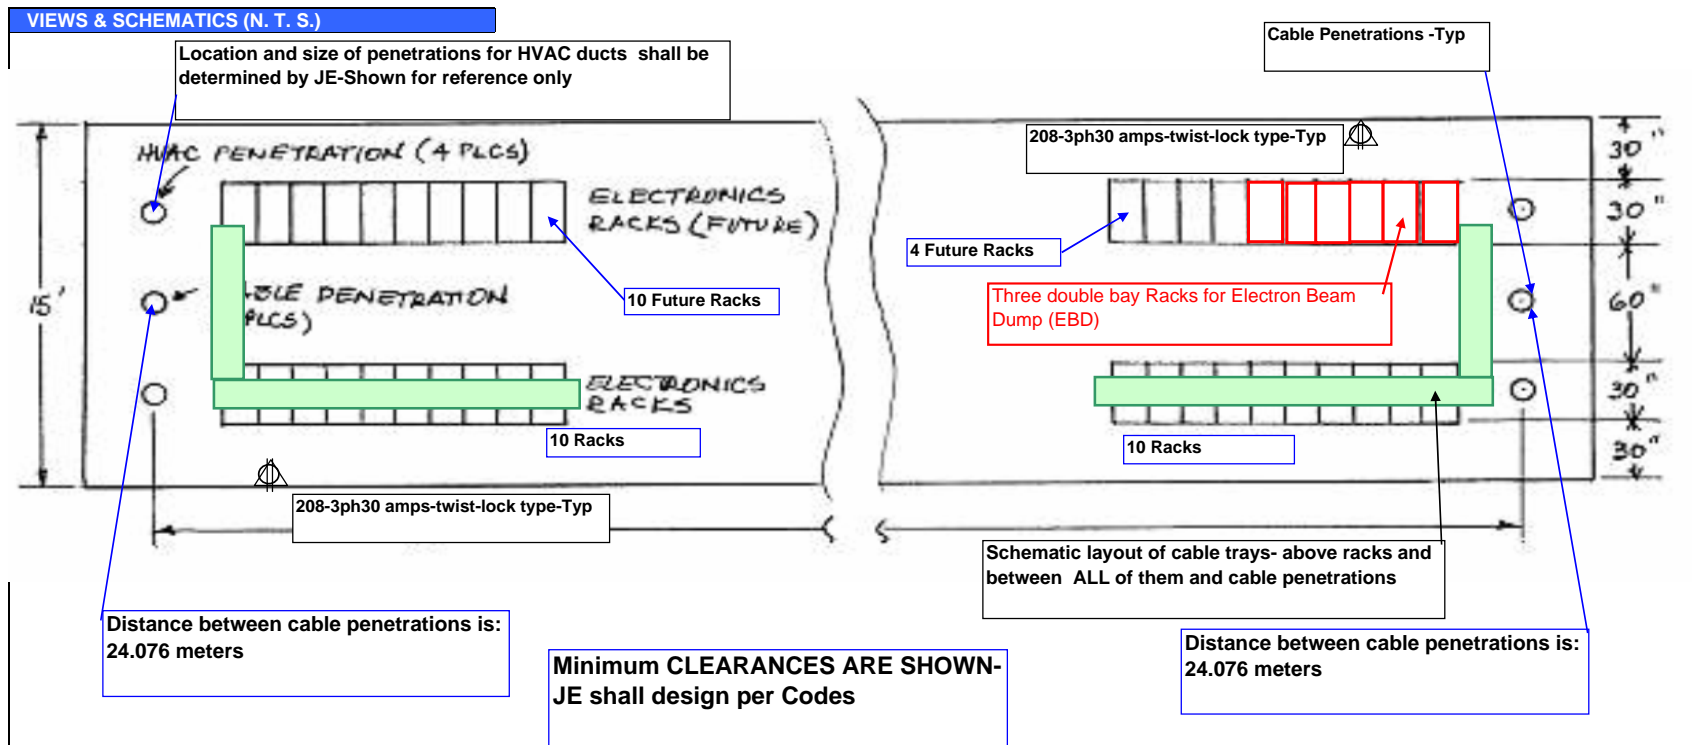 VIEWS & SCHEMATICS (N. T. S.)
Location and size of penetrations for HVAC ducts shall be
determined by JE-Shown for reference only
Cable Penetrations -Typ
208-3ph30 amps-twist-lock type-Typ
HVAC PENETRATION (4 PLCS)
ELECTRONICS
RACKS (FUTURE)
4 Future Racks
10 Future Racks
Three double bay Racks for Electron Beam
Dump (EBD)
PENETRATION
PLCS)
15'
30"
30"
60"
30"
30"
ELECTRONICS
RACKS
10 Racks
10 Racks
208-3ph30 amps-twist-lock type-Typ
Schematic layout of cable trays- above racks and
between ALL of them and cable penetrations
Distance between cable penetrations is:
24.076 meters
Distance between cable penetrations is:
24.076 meters
Minimum CLEARANCES ARE SHOWN-
JE shall design per Codes